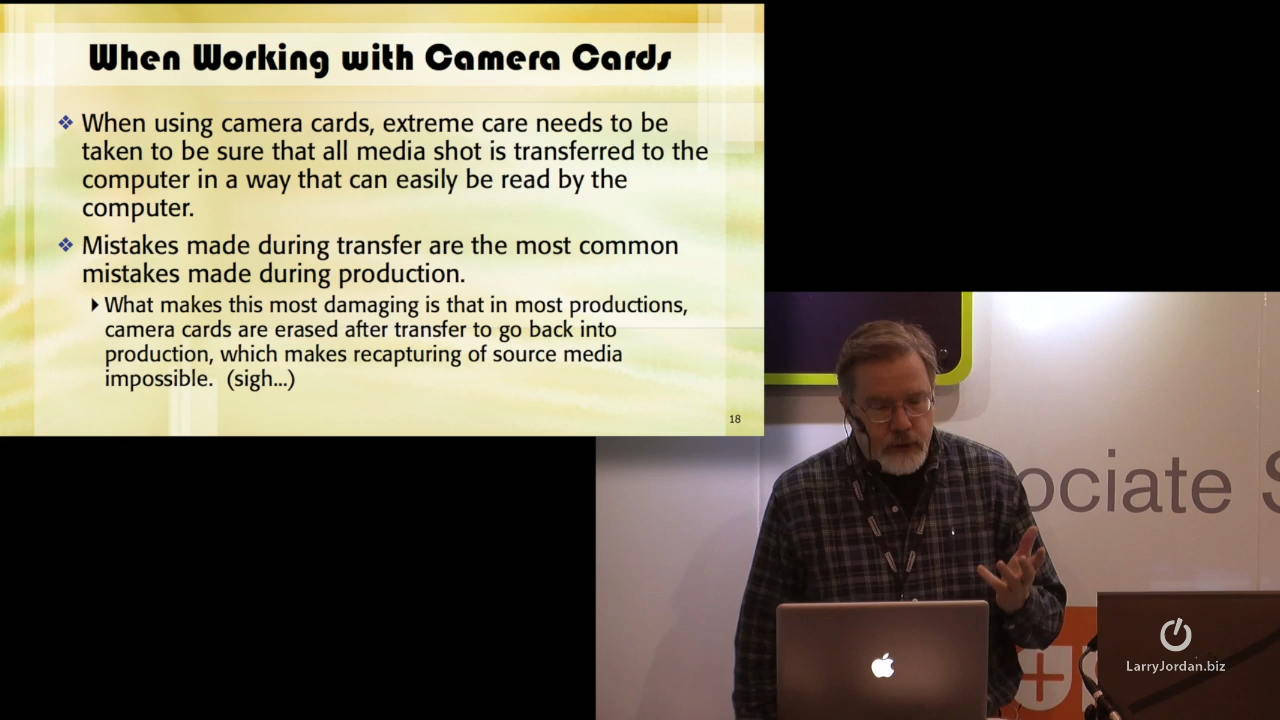 When Working with Camera Cards
When using camera cards, extreme care needs to be
taken to be sure that all media shot is transferred to the
computer in a way that can easily be read by the
computer.
Mistakes made during transfer are the most common
mistakes made during production.
What makes this most damaging is that in most productions,
camera cards are erased after transfer to go back into
production, which makes recapturing of source media
impossible. (sigh...)
18
ociate S
LarryJordan.biz